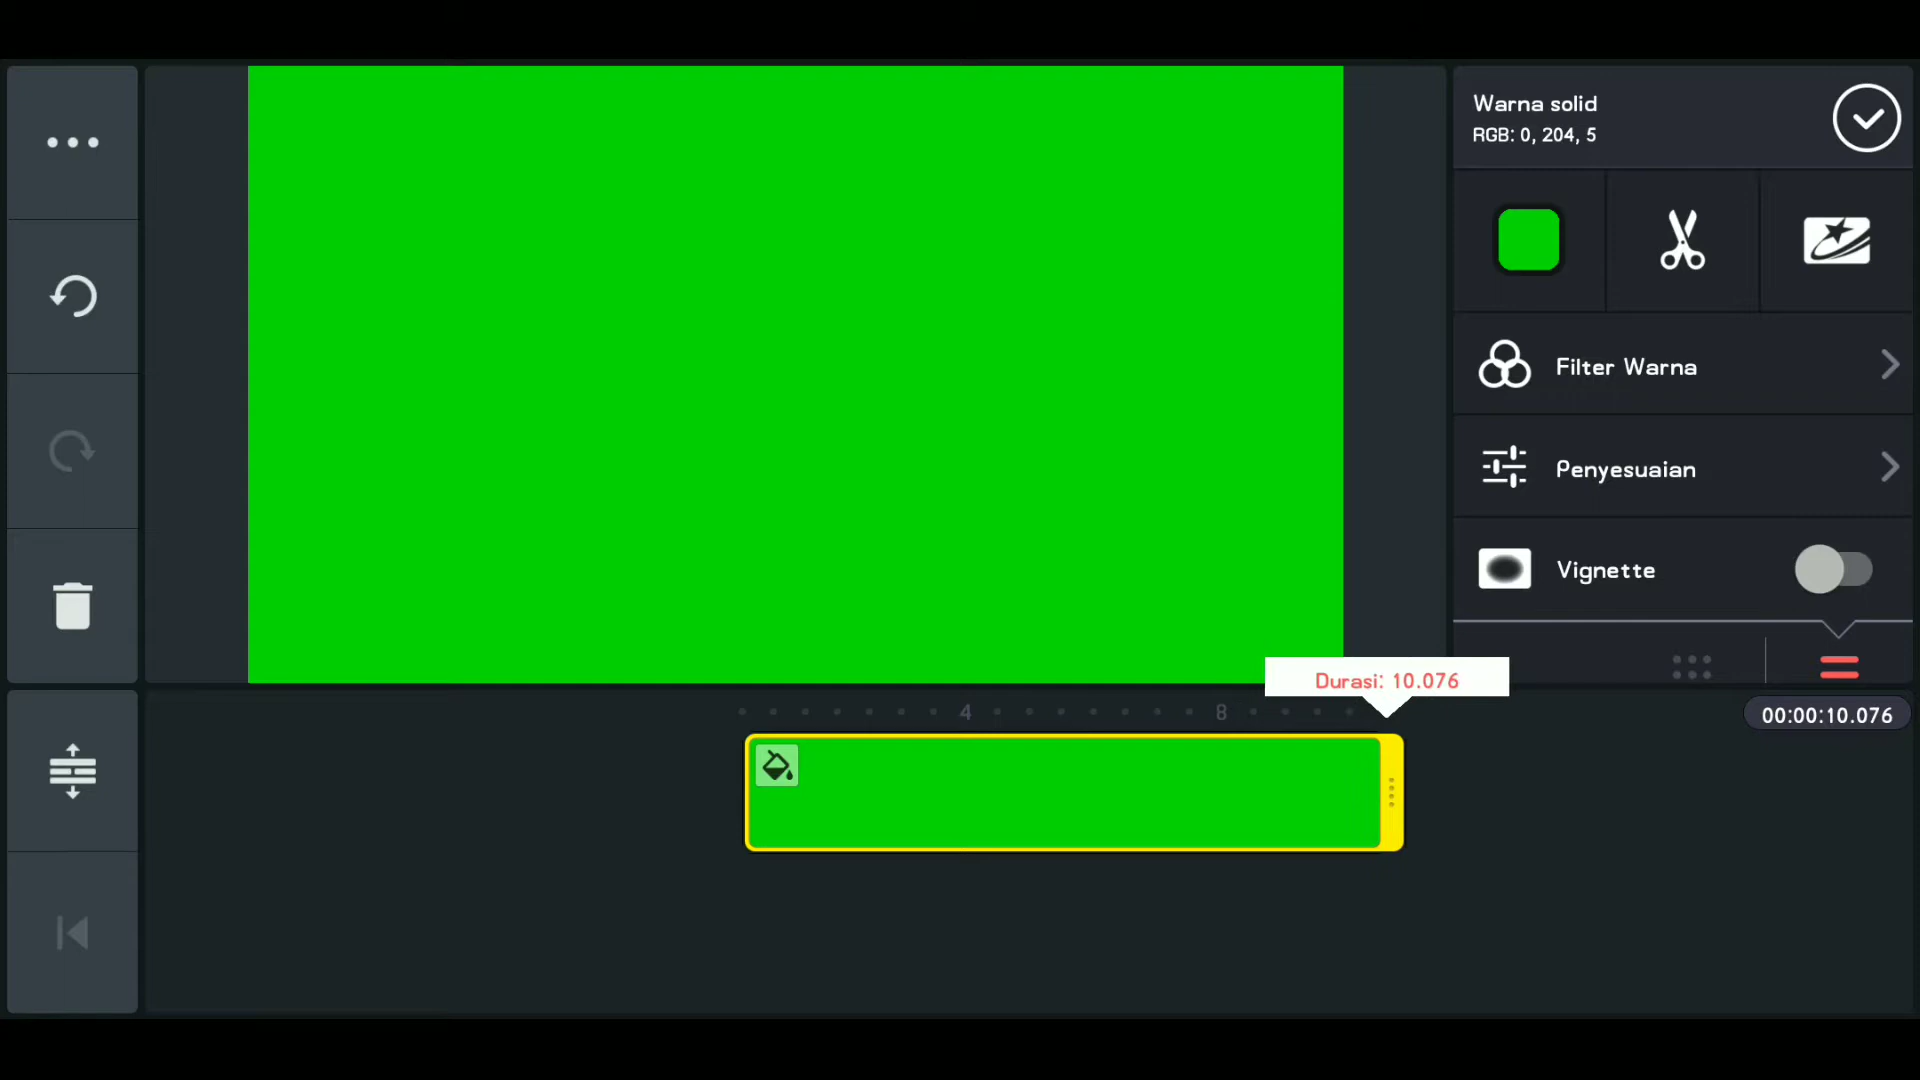 Warna solid
RGB: 0, 204, 5
Filter Warna
Penyesuaian
Vignette
Durasi: 10.076
4
8
00:00:10.076